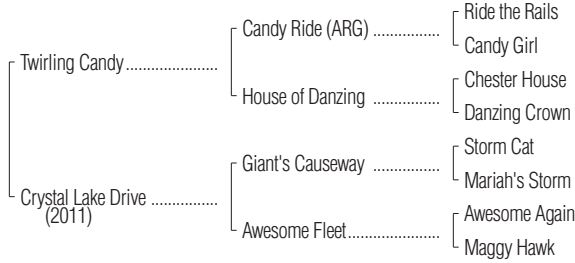 Ride the Rails
Candy Ride (ARG) ................
Candy Girl
Twirling Candy ......................
Chester House
House of Danzing ................
Danzing Crown
Storm Cat
Giant's Causeway ................
Mariah's Storm
Crystal Lake Drive ................
(2011)
Awesome Again
Awesome Fleet......................
Maggy Hawk